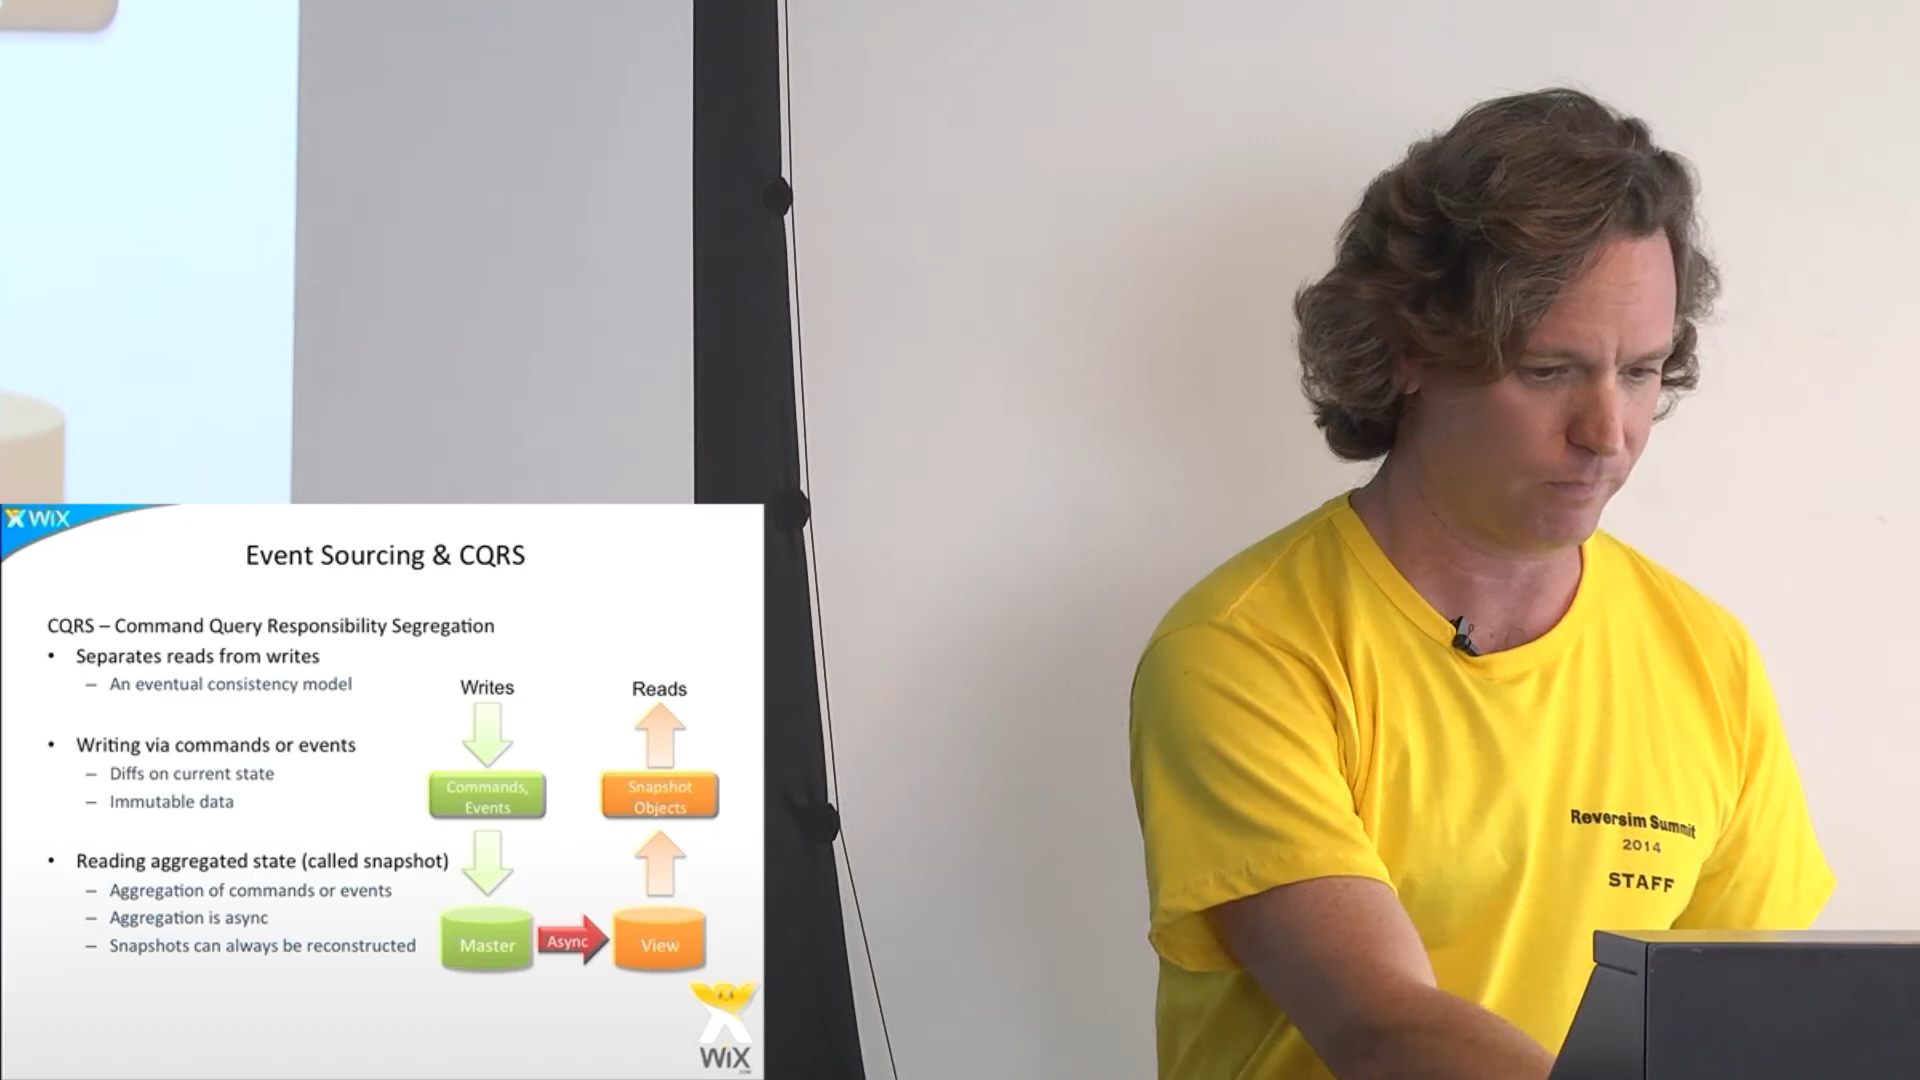 WiX
Event Sourcing & CQRS
CQRS – Command Query Responsibility Segregation
• Separates reads from writes
– An eventual consistency model
• Writing via commands or events
– Diffs on current state
– Immutable data
• Reading aggregated state (called snapshot)
– Aggregation of commands or events
– Aggregation is async
– Snapshots can always be reconstructed
Writes
Reads
Commands,
Events
Snapshot
Objects
Master
Async
View
WiX
.com
Reversim Summit
2014
STAFF